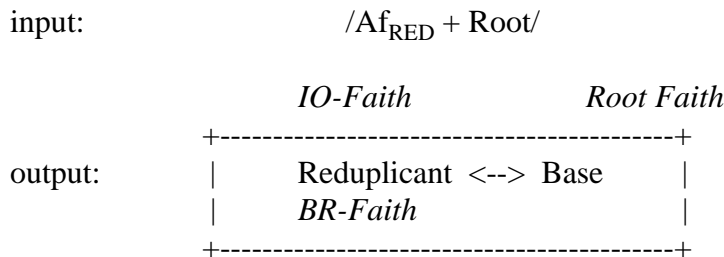 input: /Af_RED + Root/
IO-Faith Root Faith
+--------------------------------------------+
output: | Reduplicant <--> Base |
| BR-Faith |
+--------------------------------------------+